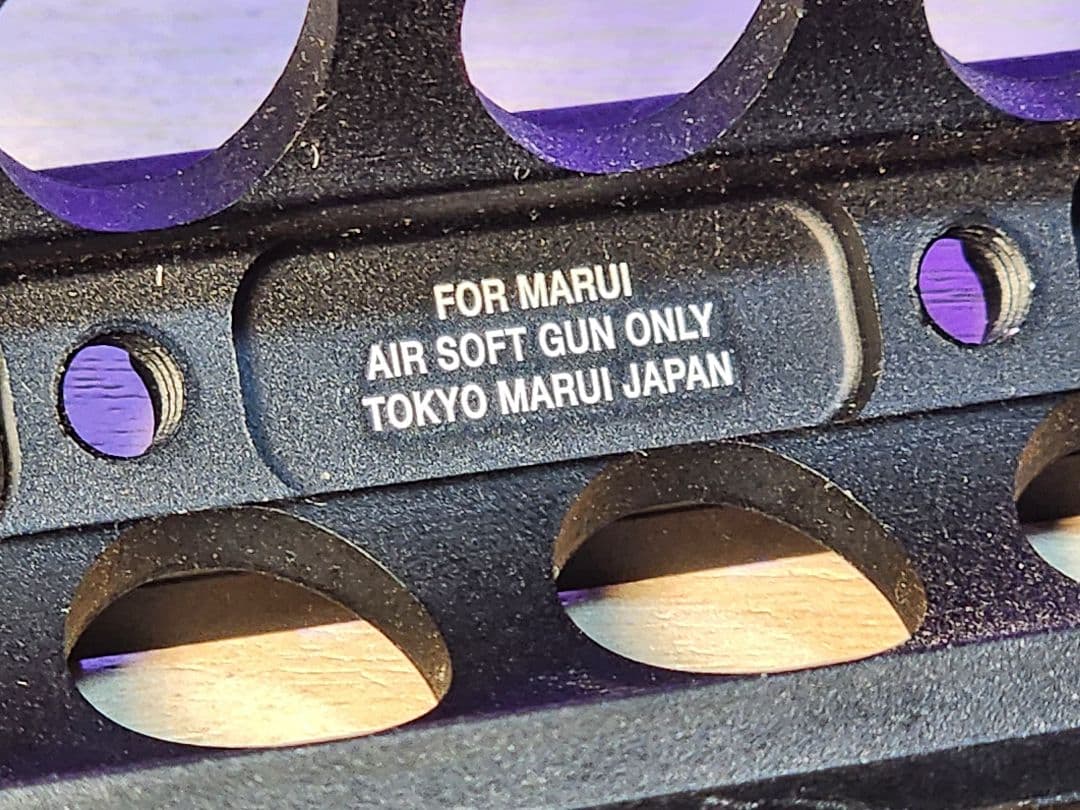 FOR MARUI
AIR SOFT GUN ONLY
TOKYO MARUI JAPAN